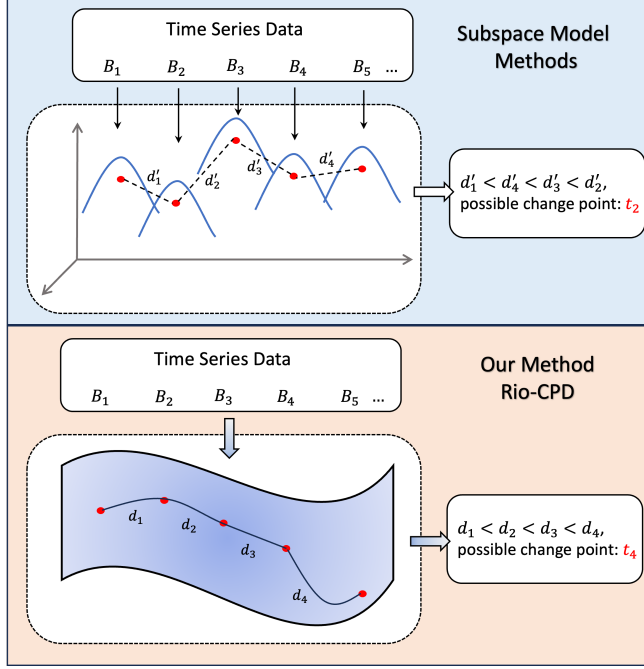 Time Series Data
B₁ B₂ B₃ B₄ B₅ ...
Subspace Model
Methods
d′₁ d′₂ d′₃ d′₄
d′₁ < d′₄ < d′₃ < d′₂,
possible change point: t₂
Time Series Data
B₁ B₂ B₃ B₄ B₅ ...
Our Method
Rio-CPD
d₁ d₂ d₃ d₄
d₁ < d₂ < d₃ < d₄,
possible change point: t₄